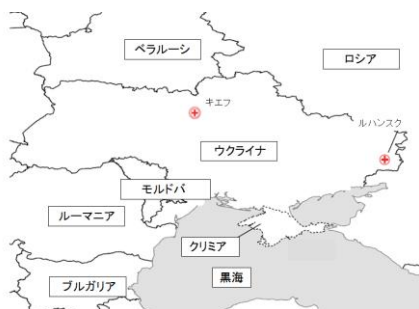 ベラルーシ
ロシア
キエフ
ルハンスク
ウクライナ
モルドバ
ルーマニア
クリミア
黒海
ブルガリア